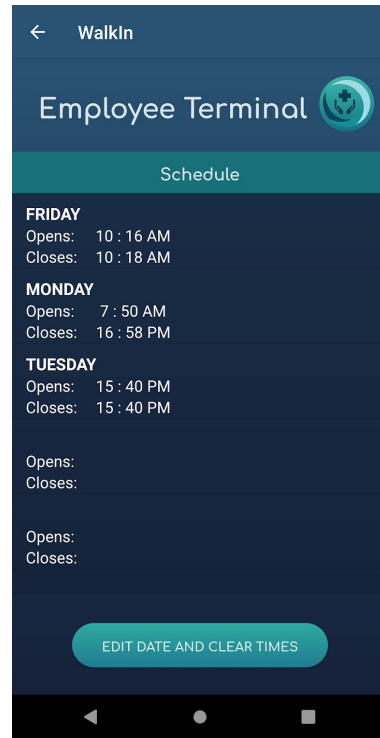 WalkIn
Employee Terminal
Schedule
FRIDAY
Opens: 10 : 16 AM
Closes: 10 : 18 AM
MONDAY
Opens: 7 : 50 AM
Closes: 16 : 58 PM
TUESDAY
Opens: 15 : 40 PM
Closes: 15 : 40 PM
Opens:
Closes:
Opens:
Closes:
EDIT DATE AND CLEAR TIMES